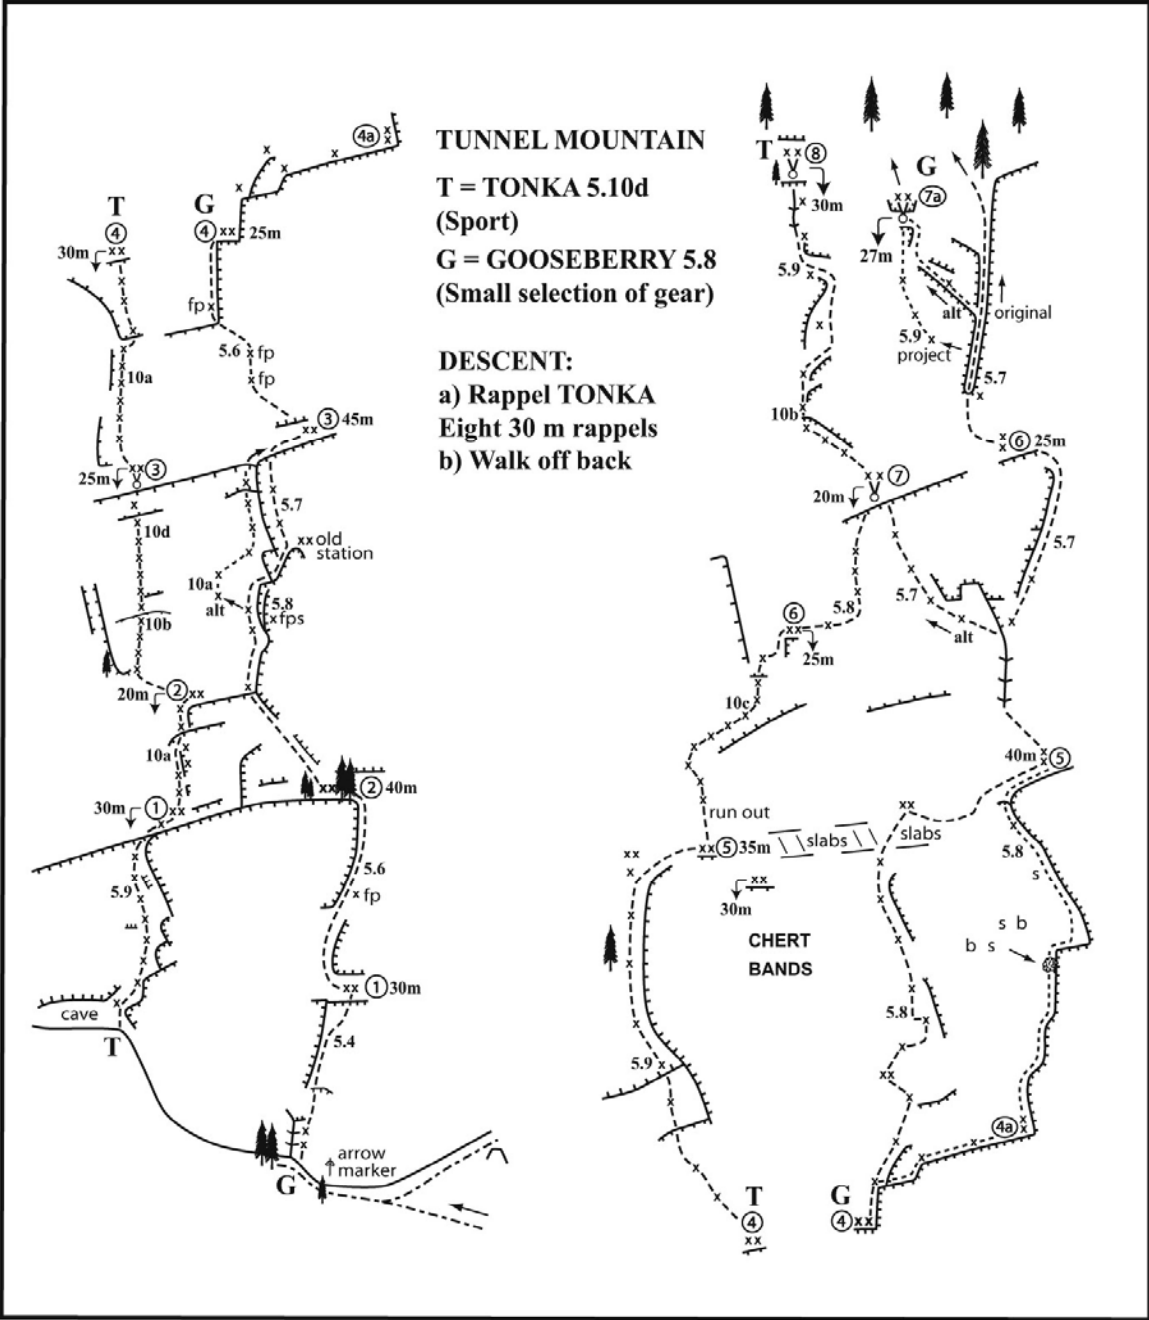 TUNNEL MOUNTAIN
T = TONKA 5.10d
(Sport)
G = GOOSEBERRY 5.8
(Small selection of gear)
DESCENT:
a) Rappel TONKA
Eight 30 m rappels
b) Walk off back
4a
T
4
30m
G
4
25m
fp
5.6
fp
fp
10a
3
45m
3
25m
10d
5.7
old
station
10a
alt
5.8
fps
10b
20m
2
10a
2
40m
30m
1
5.9
5.6
fp
1
30m
cave
T
5.4
arrow
marker
G
T
8
30m
G
7a
27m
5.9
alt
original
5.9
project
5.7
10b
6
25m
7
20m
5.7
5.8
5.7
6
alt
25m
10c
40m
5
run out
slabs
slabs
5
35m
5.8
30m
s
CHERT
BANDS
s b
b s
5.8
5.9
4a
T
4
G
4